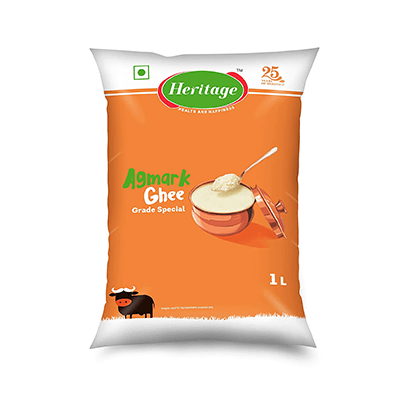 Heritage
TM
HEALTH AND HAPPINESS
25
Agmark
Ghee
Grade Special
1 L